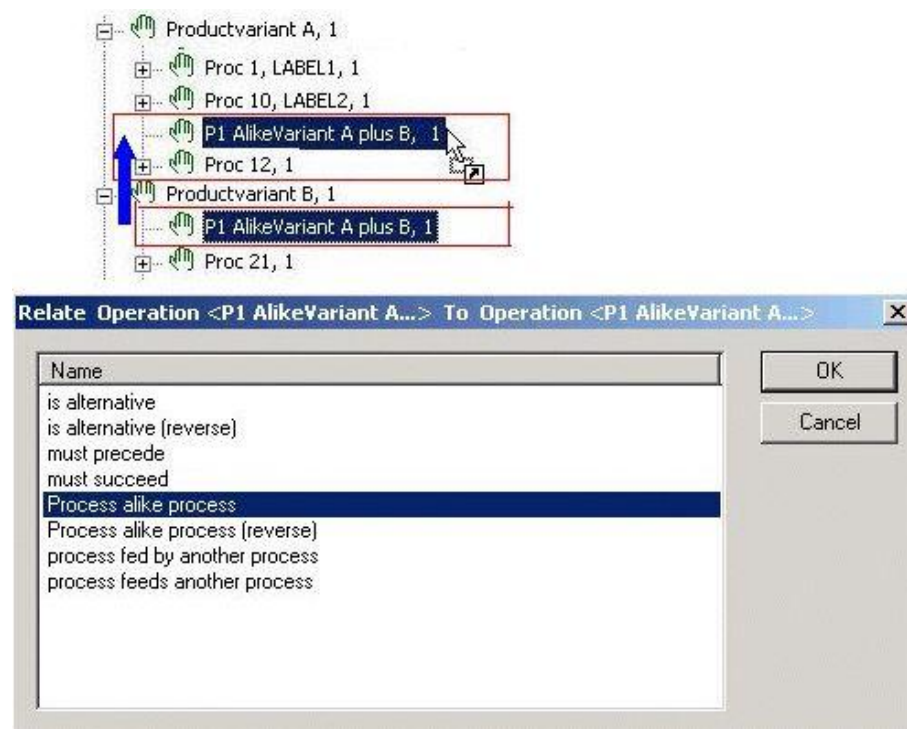 Productvariant A, 1
Proc 1, LABEL1, 1
Proc 10, LABEL2, 1
P1 AlikeVariant A plus B, 1
Proc 12, 1
Productvariant B, 1
P1 AlikeVariant A plus B, 1
Proc 21, 1
Relate Operation <P1 AlikeVariant A...> To Operation <P1 AlikeVariant A...>
Name
OK
is alternative
is alternative (reverse)
Cancel
must precede
must succeed
Process alike process
Process alike process (reverse)
process fed by another process
process feeds another process